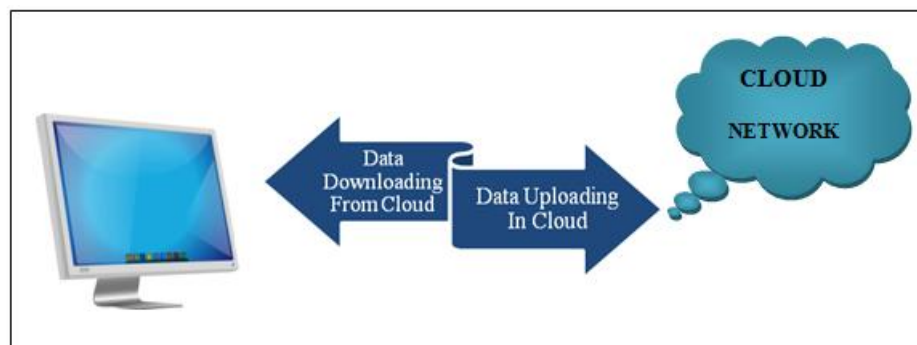 CLOUD
NETWORK
Data
Downloading
From Cloud
Data Uploading
In Cloud